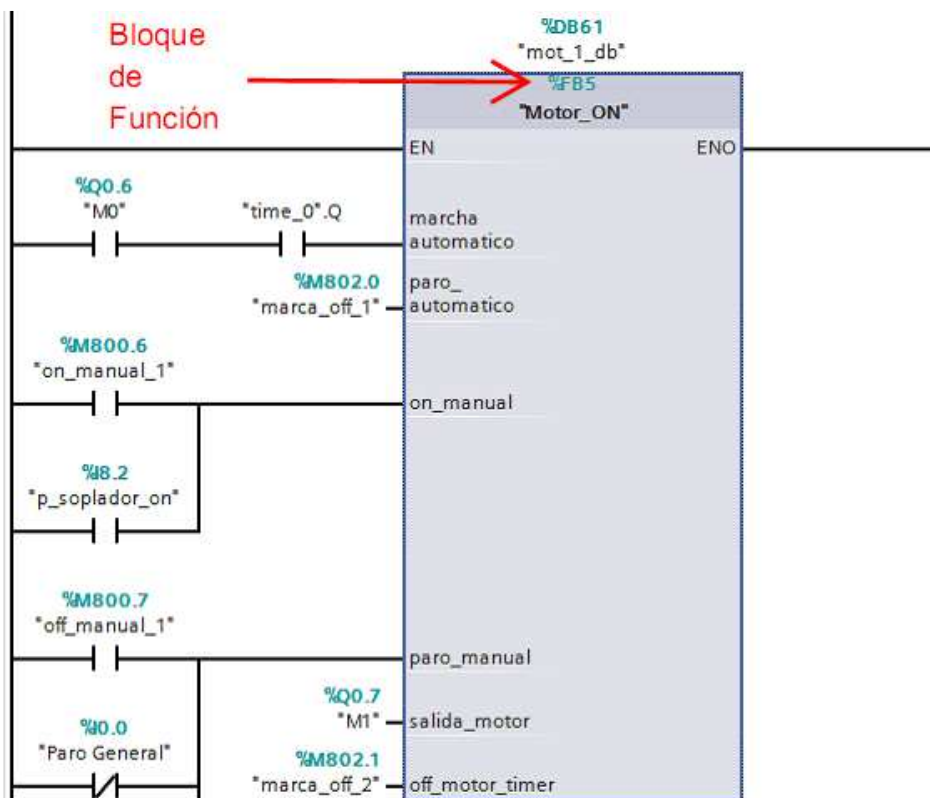 Bloque
de
Función
%DB61
"mot_1_db"
%FB5
"Motor_ON"
EN
ENO
%Q0.6
"M0"
"time_0".Q
marcha
automatico
%M802.0
"marca_off_1"
paro_
automatico
%M800.6
"on_manual_1"
on_manual
%I8.2
"p_soplador_on"
%M800.7
"off_manual_1"
paro_manual
%Q0.7
"M1"
salida_motor
%I0.0
"Paro General"
%M802.1
"marca_off_2"
off_motor_timer